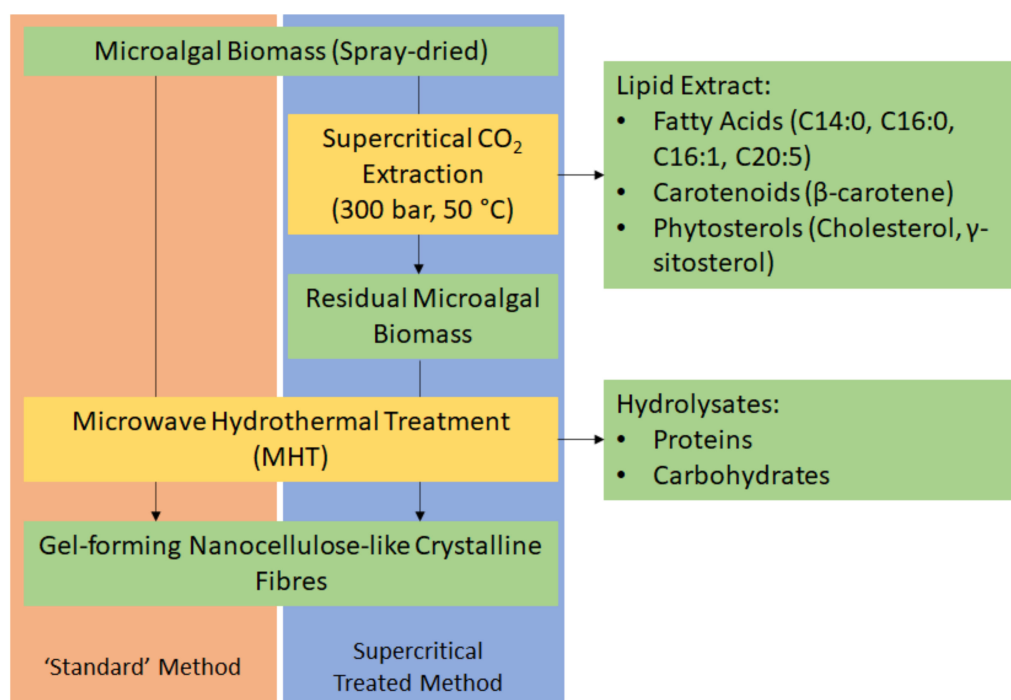 Microalgal Biomass (Spray-dried)
Supercritical CO₂
Extraction
(300 bar, 50 °C)
Lipid Extract:
• Fatty Acids (C14:0, C16:0,
C16:1, C20:5)
• Carotenoids (β-carotene)
• Phytosterols (Cholesterol, γ-
sitosterol)
Residual Microalgal
Biomass
Microwave Hydrothermal Treatment
(MHT)
Hydrolysates:
• Proteins
• Carbohydrates
Gel-forming Nanocellulose-like Crystalline
Fibres
‘Standard’ Method
Supercritical
Treated Method